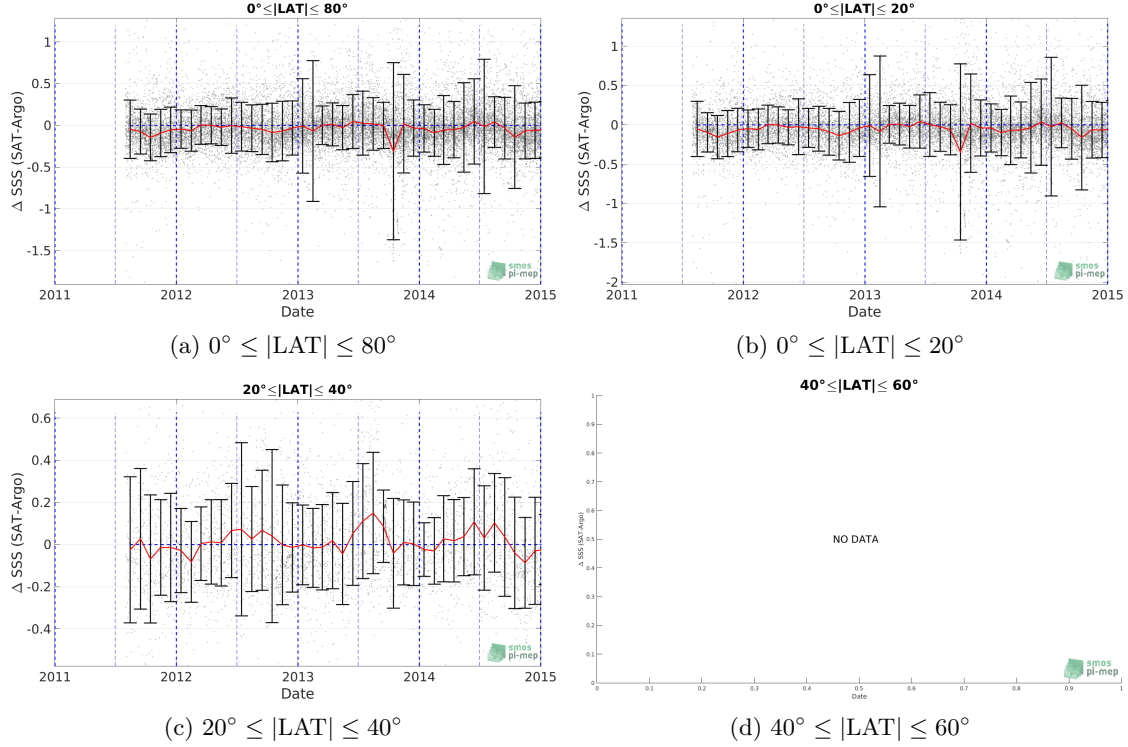 0°≤|LAT|≤ 80°
1
0.5
0
-0.5
-1
-1.5
Δ SSS (SAT-Argo)
2011 2012 2013 2014 2015
Date
smos
pi-mep
(a) 0° ≤ |LAT| ≤ 80°
0°≤|LAT|≤ 20°
1
0.5
0
-0.5
-1
-1.5
-2
Δ SSS (SAT-Argo)
2011 2012 2013 2014 2015
Date
smos
pi-mep
(b) 0° ≤ |LAT| ≤ 20°
20°≤|LAT|≤ 40°
0.6
0.4
0.2
0
-0.2
-0.4
Δ SSS (SAT-Argo)
2011 2012 2013 2014 2015
Date
smos
pi-mep
(c) 20° ≤ |LAT| ≤ 40°
40°≤|LAT|≤ 60°
1
0.9
0.8
0.7
0.6
0.5
0.4
0.3
0.2
0.1
0
Δ SSS (SAT-Argo)
NO DATA
0 0.1 0.2 0.3 0.4 0.5 0.6 0.7 0.8 0.9 1
Date
smos
pi-mep
(d) 40° ≤ |LAT| ≤ 60°